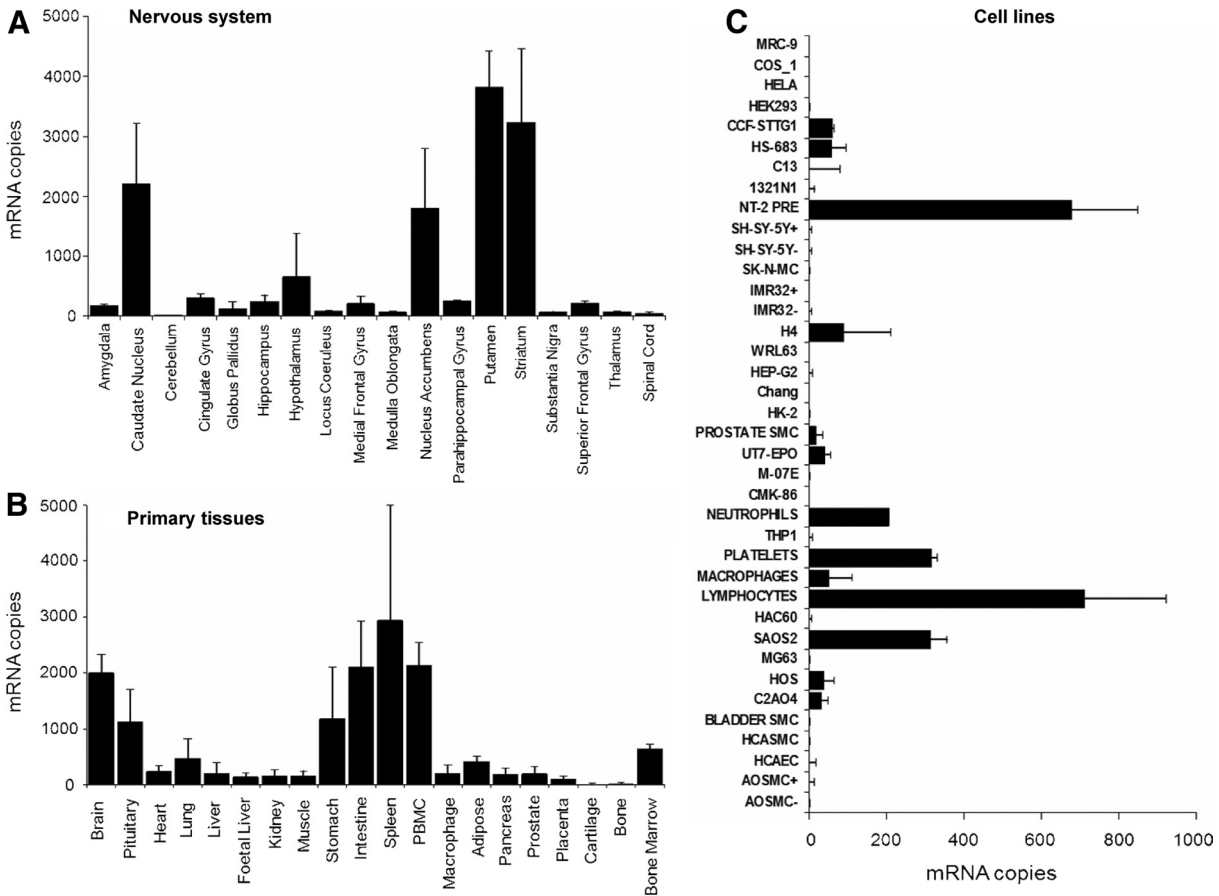 A
Nervous system
mRNA copies
5000
4000
3000
2000
1000
0
Amygdala
Caudate Nucleus
Cerebellum
Cingulate Gyrus
Globus Pallidus
Hippocampus
Hypothalamus
Locus Coeruleus
Medial Frontal Gyrus
Medulla Oblongata
Nucleus Accumbens
Parahippocampal Gyrus
Putamen
Striatum
Substantia Nigra
Superior Frontal Gyrus
Thalamus
Spinal Cord
B
Primary tissues
mRNA copies
5000
4000
3000
2000
1000
0
Brain
Pituitary
Heart
Lung
Liver
Foetal Liver
Kidney
Muscle
Stomach
Intestine
Spleen
PBMC
Macrophage
Adipose
Pancreas
Prostate
Placenta
Cartilage
Bone
Bone Marrow
C
Cell lines
MRC-9
COS_1
HELA
HEK293
CCF-STTG1
HS-683
C13
1321N1
NT-2 PRE
SH-SY-5Y+
SH-SY-5Y-
SK-N-MC
IMR32+
IMR32-
H4
WRL63
HEP-G2
Chang
HK-2
PROSTATE SMC
UT7-EPO
M-07E
CMK-86
NEUTROPHILS
THP1
PLATELETS
MACROPHAGES
LYMPHOCYTES
HAC60
SAOS2
MG63
HOS
C2AO4
BLADDER SMC
HCASMC
HCAEC
AOSMC+
AOSMC-
0 200 400 600 800 1000
mRNA copies